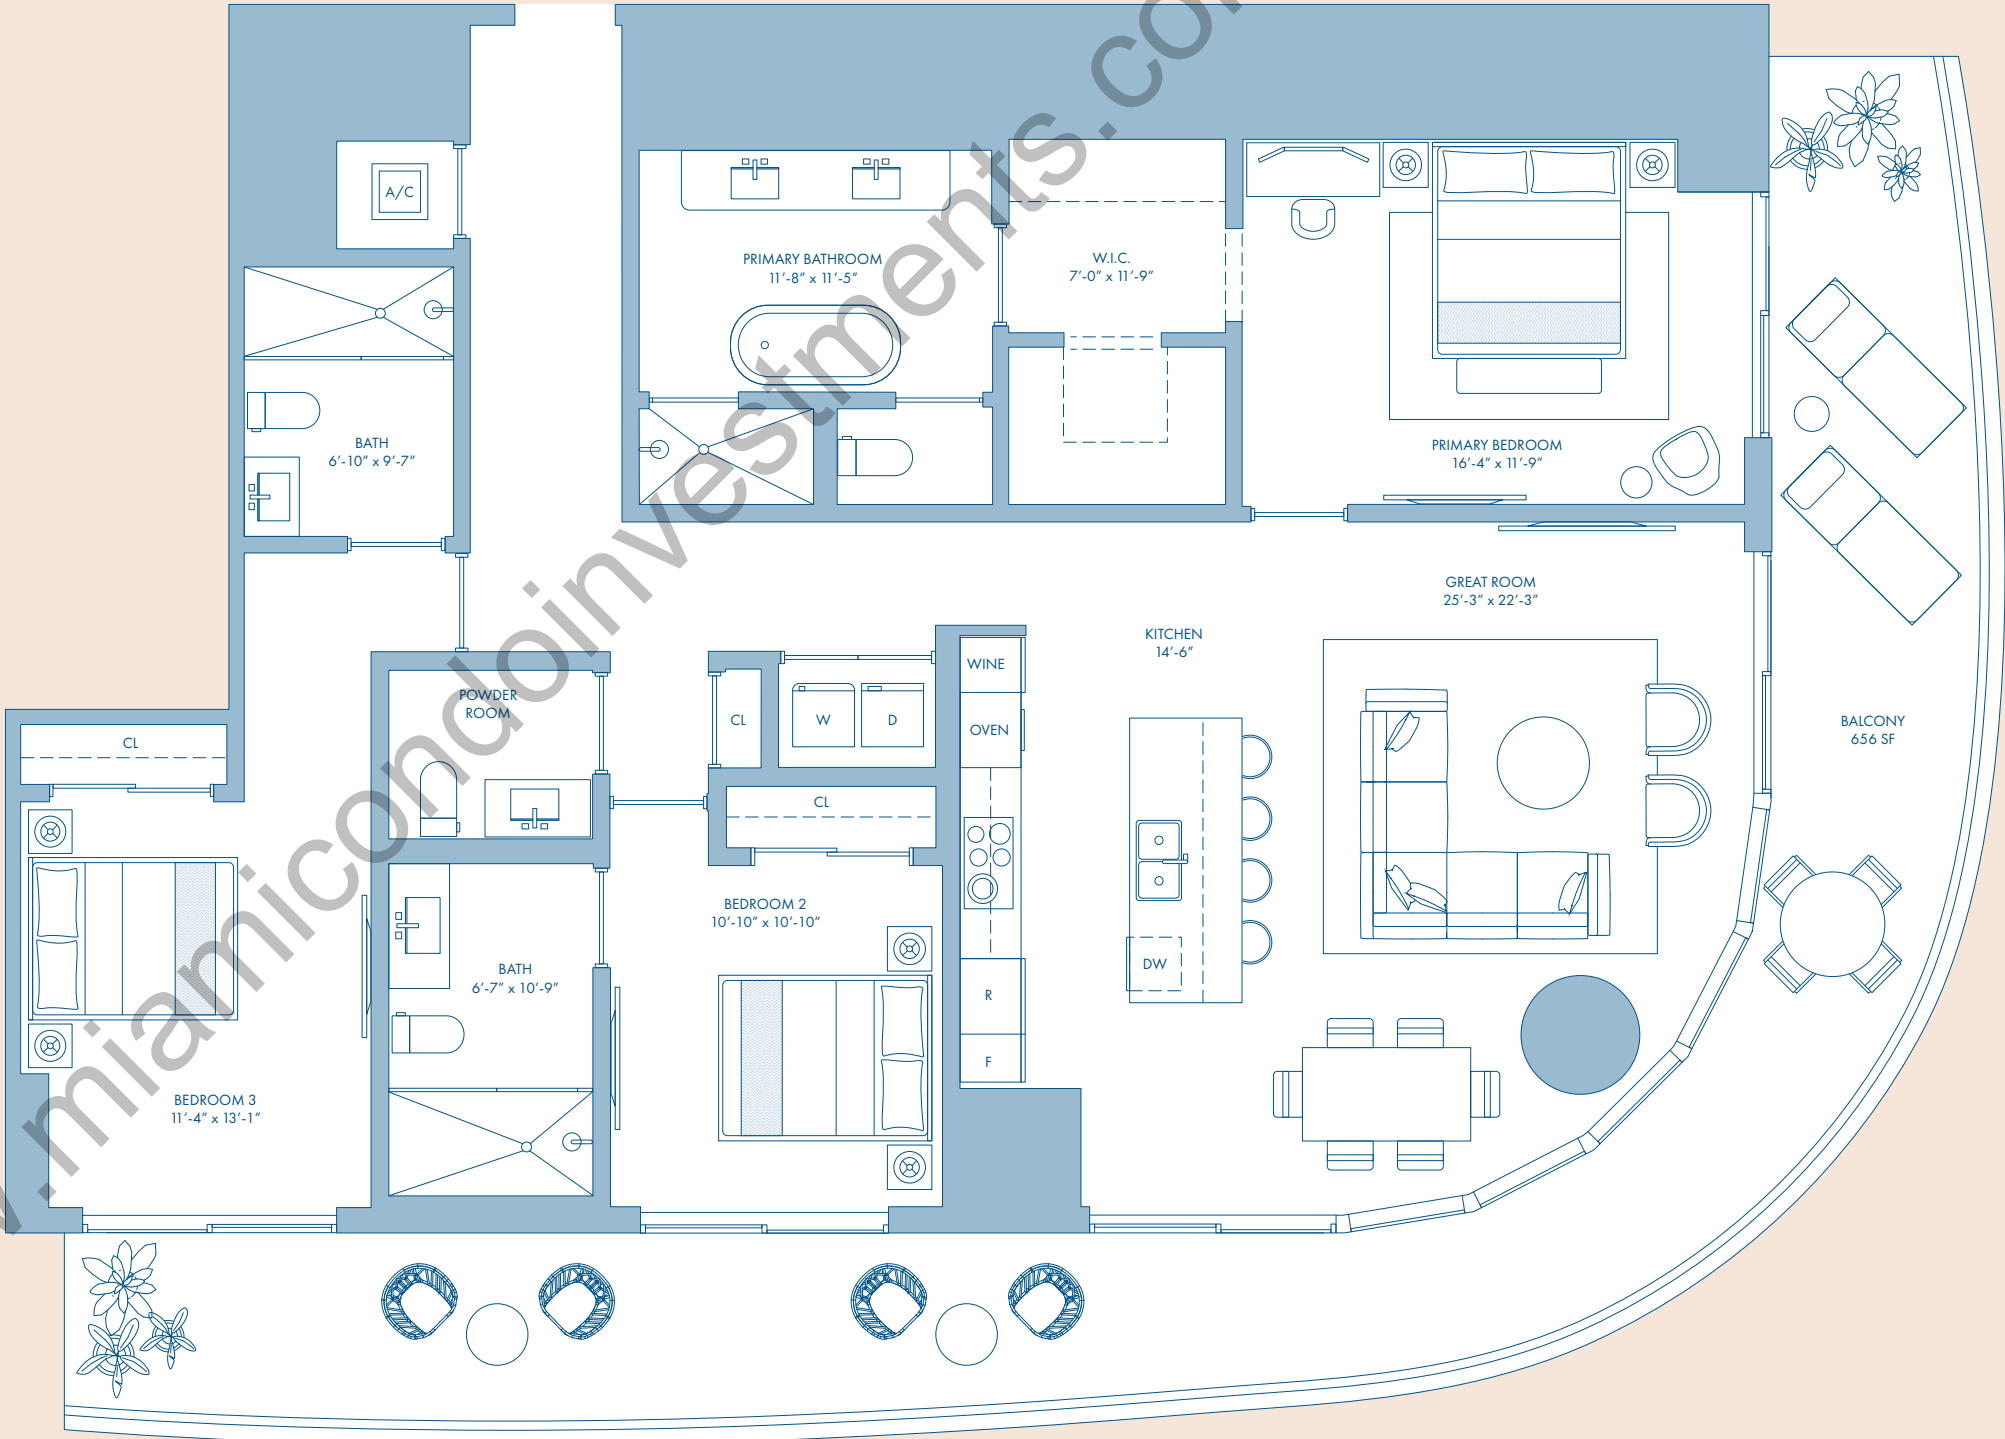 A/C
PRIMARY BATHROOM
11'-8" x 11'-5"
W.I.C.
7'-0" x 11'-9"
BATH
6'-10" x 9'-7"
PRIMARY BEDROOM
16'-4" x 11'-9"
GREAT ROOM
25'-3" x 22'-3"
KITCHEN
14'-6"
WINE
POWDER
ROOM
CL
W
D
OVEN
BALCONY
656 SF
CL
CL
BEDROOM 2
10'-10" x 10'-10"
BATH
6'-7" x 10'-9"
DW
R
F
BEDROOM 3
11'-4" x 13'-1"
.miamicondoinvestments.co